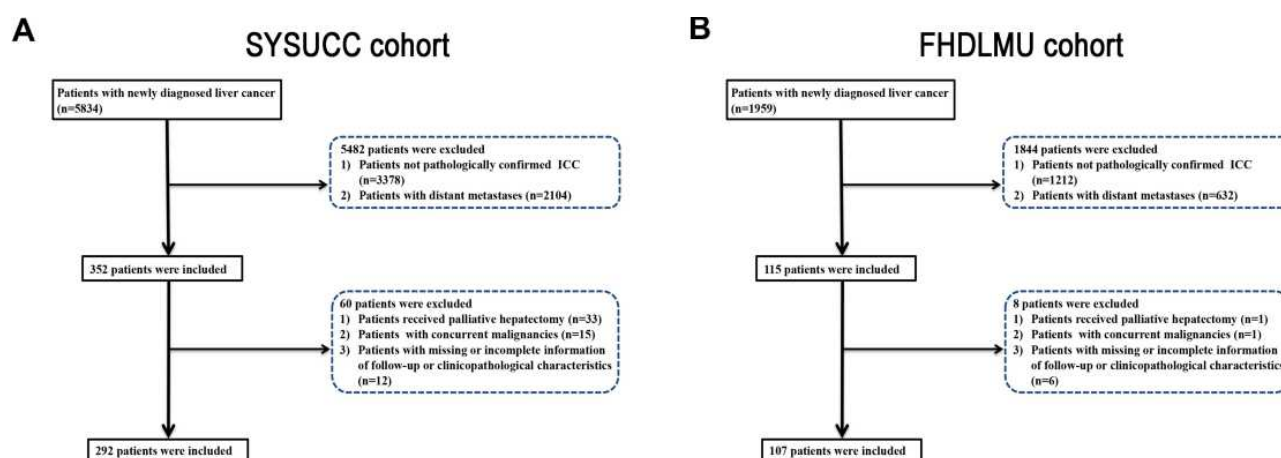 A
SYSUCC cohort
Patients with newly diagnosed liver cancer
(n=5834)
5482 patients were excluded
1) Patients not pathologically confirmed ICC
(n=3378)
2) Patients with distant metastases (n=2104)
352 patients were included
60 patients were excluded
1) Patients received palliative hepatectomy (n=33)
2) Patients with concurrent malignancies (n=15)
3) Patients with missing or incomplete information
of follow-up or clinicopathological characteristics
(n=12)
292 patients were included
B
FHDLMU cohort
Patients with newly diagnosed liver cancer
(n=1959)
1844 patients were excluded
1) Patients not pathologically confirmed ICC
(n=1212)
2) Patients with distant metastases (n=632)
115 patients were included
8 patients were excluded
1) Patients received palliative hepatectomy (n=1)
2) Patients with concurrent malignancies (n=1)
3) Patients with missing or incomplete information
of follow-up or clinicopathological characteristics
(n=6)
107 patients were included